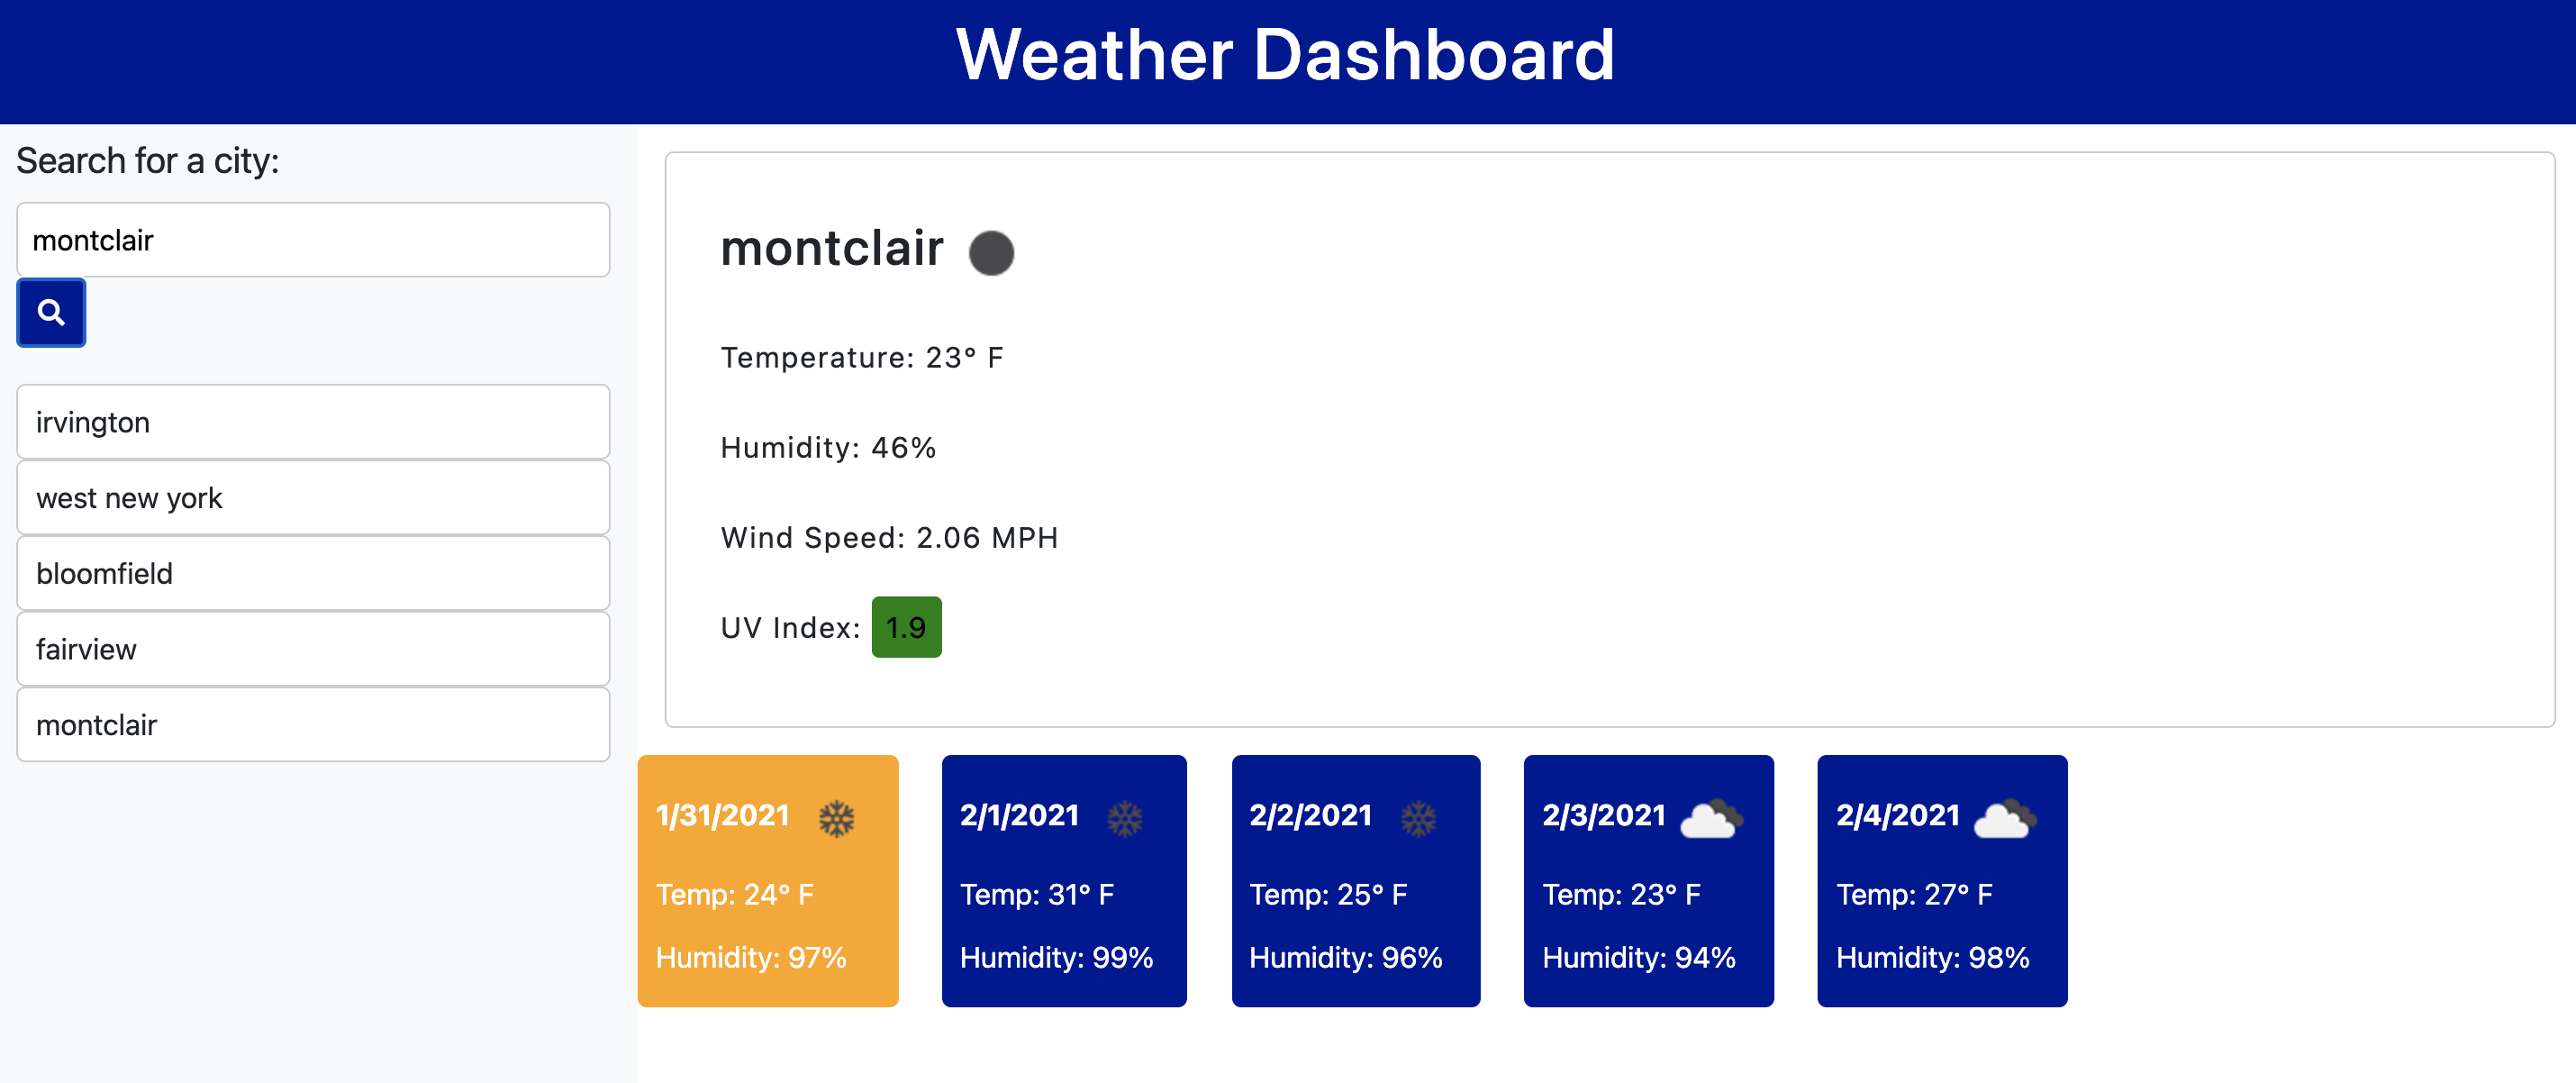 Weather Dashboard
Search for a city:
montclair
irvington
west new york
bloomfield
fairview
montclair
montclair
Temperature: 23° F
Humidity: 46%
Wind Speed: 2.06 MPH
UV Index: 1.9
1/31/2021
Temp: 24° F
Humidity: 97%
2/1/2021
Temp: 31° F
Humidity: 99%
2/2/2021
Temp: 25° F
Humidity: 96%
2/3/2021
Temp: 23° F
Humidity: 94%
2/4/2021
Temp: 27° F
Humidity: 98%